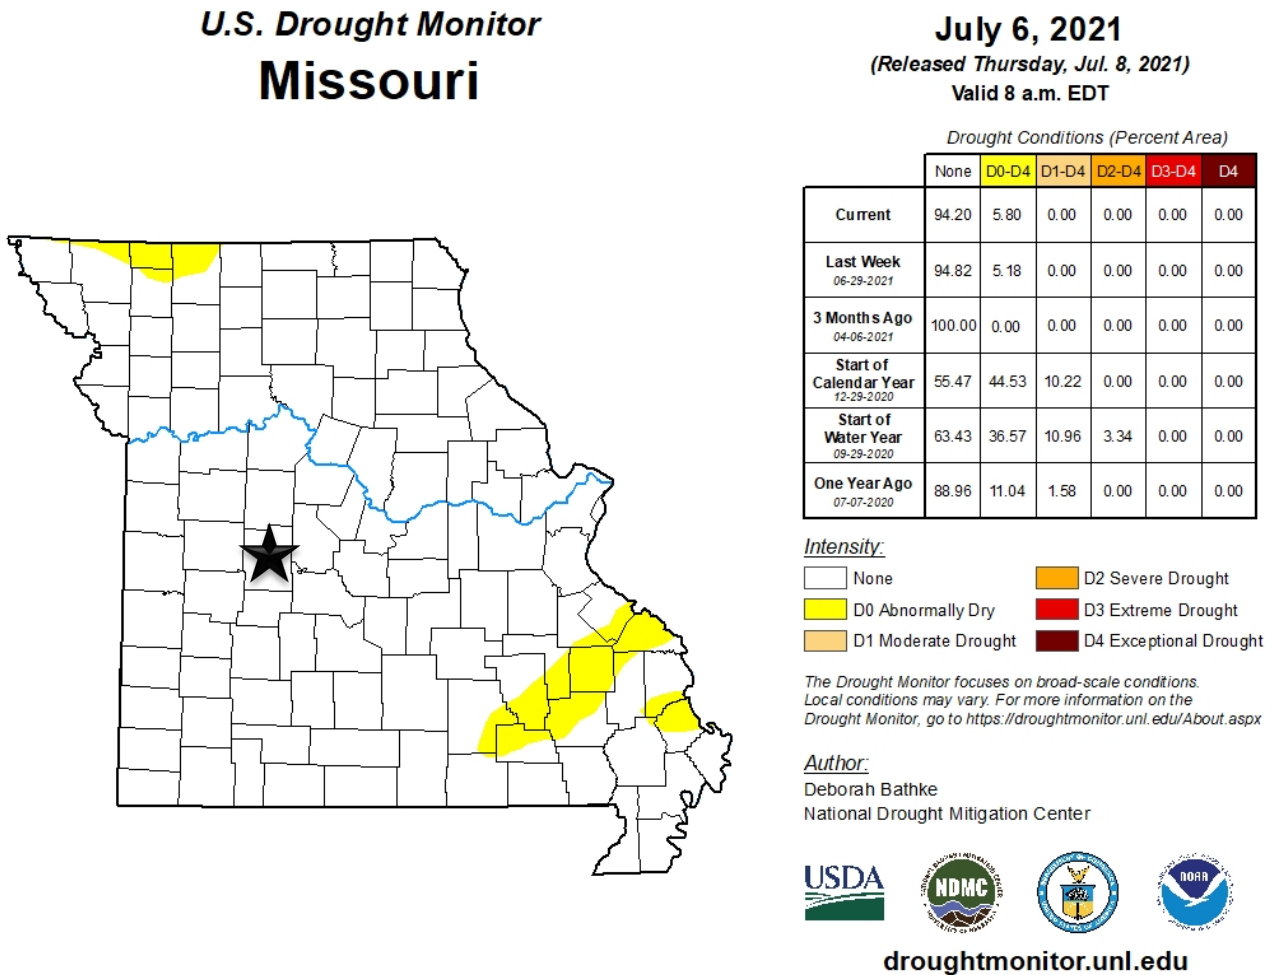 U.S. Drought Monitor
Missouri
July 6, 2021
(Released Thursday, Jul. 8, 2021)
Valid 8 a.m. EDT
Drought Conditions (Percent Area)
None D0-D4 D1-D4 D2-D4 D3-D4 D4
Current 94.20 5.80 0.00 0.00 0.00 0.00
Last Week
06-29-2021 94.82 5.18 0.00 0.00 0.00 0.00
3 Months Ago
04-06-2021 100.00 0.00 0.00 0.00 0.00 0.00
Start of
Calendar Year
12-29-2020 55.47 44.53 10.22 0.00 0.00 0.00
Start of
Water Year
09-29-2020 63.43 36.57 10.96 3.34 0.00 0.00
One Year Ago
07-07-2020 88.96 11.04 1.58 0.00 0.00 0.00
Intensity:
None
D0 Abnormally Dry
D1 Moderate Drought
D2 Severe Drought
D3 Extreme Drought
D4 Exceptional Drought
The Drought Monitor focuses on broad-scale conditions.
Local conditions may vary. For more information on the
Drought Monitor, go to https://droughtmonitor.unl.edu/About.aspx
Author:
Deborah Bathke
National Drought Mitigation Center
USDA
NDMC
NOAA
droughtmonitor.unl.edu